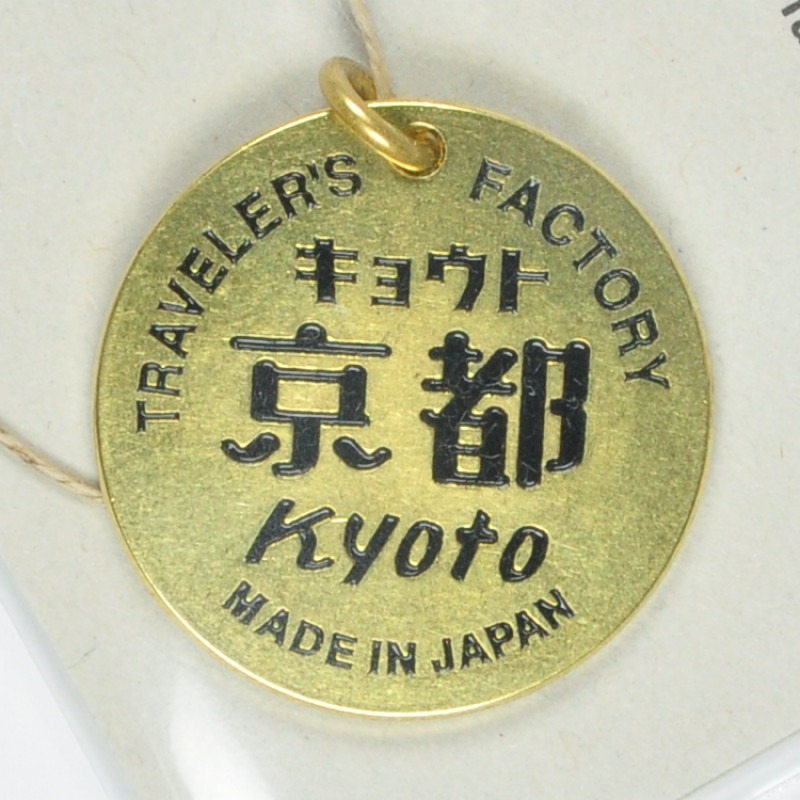 TRAVELER'S FACTORY
キョウト
京都
Kyoto
MADE IN JAPAN